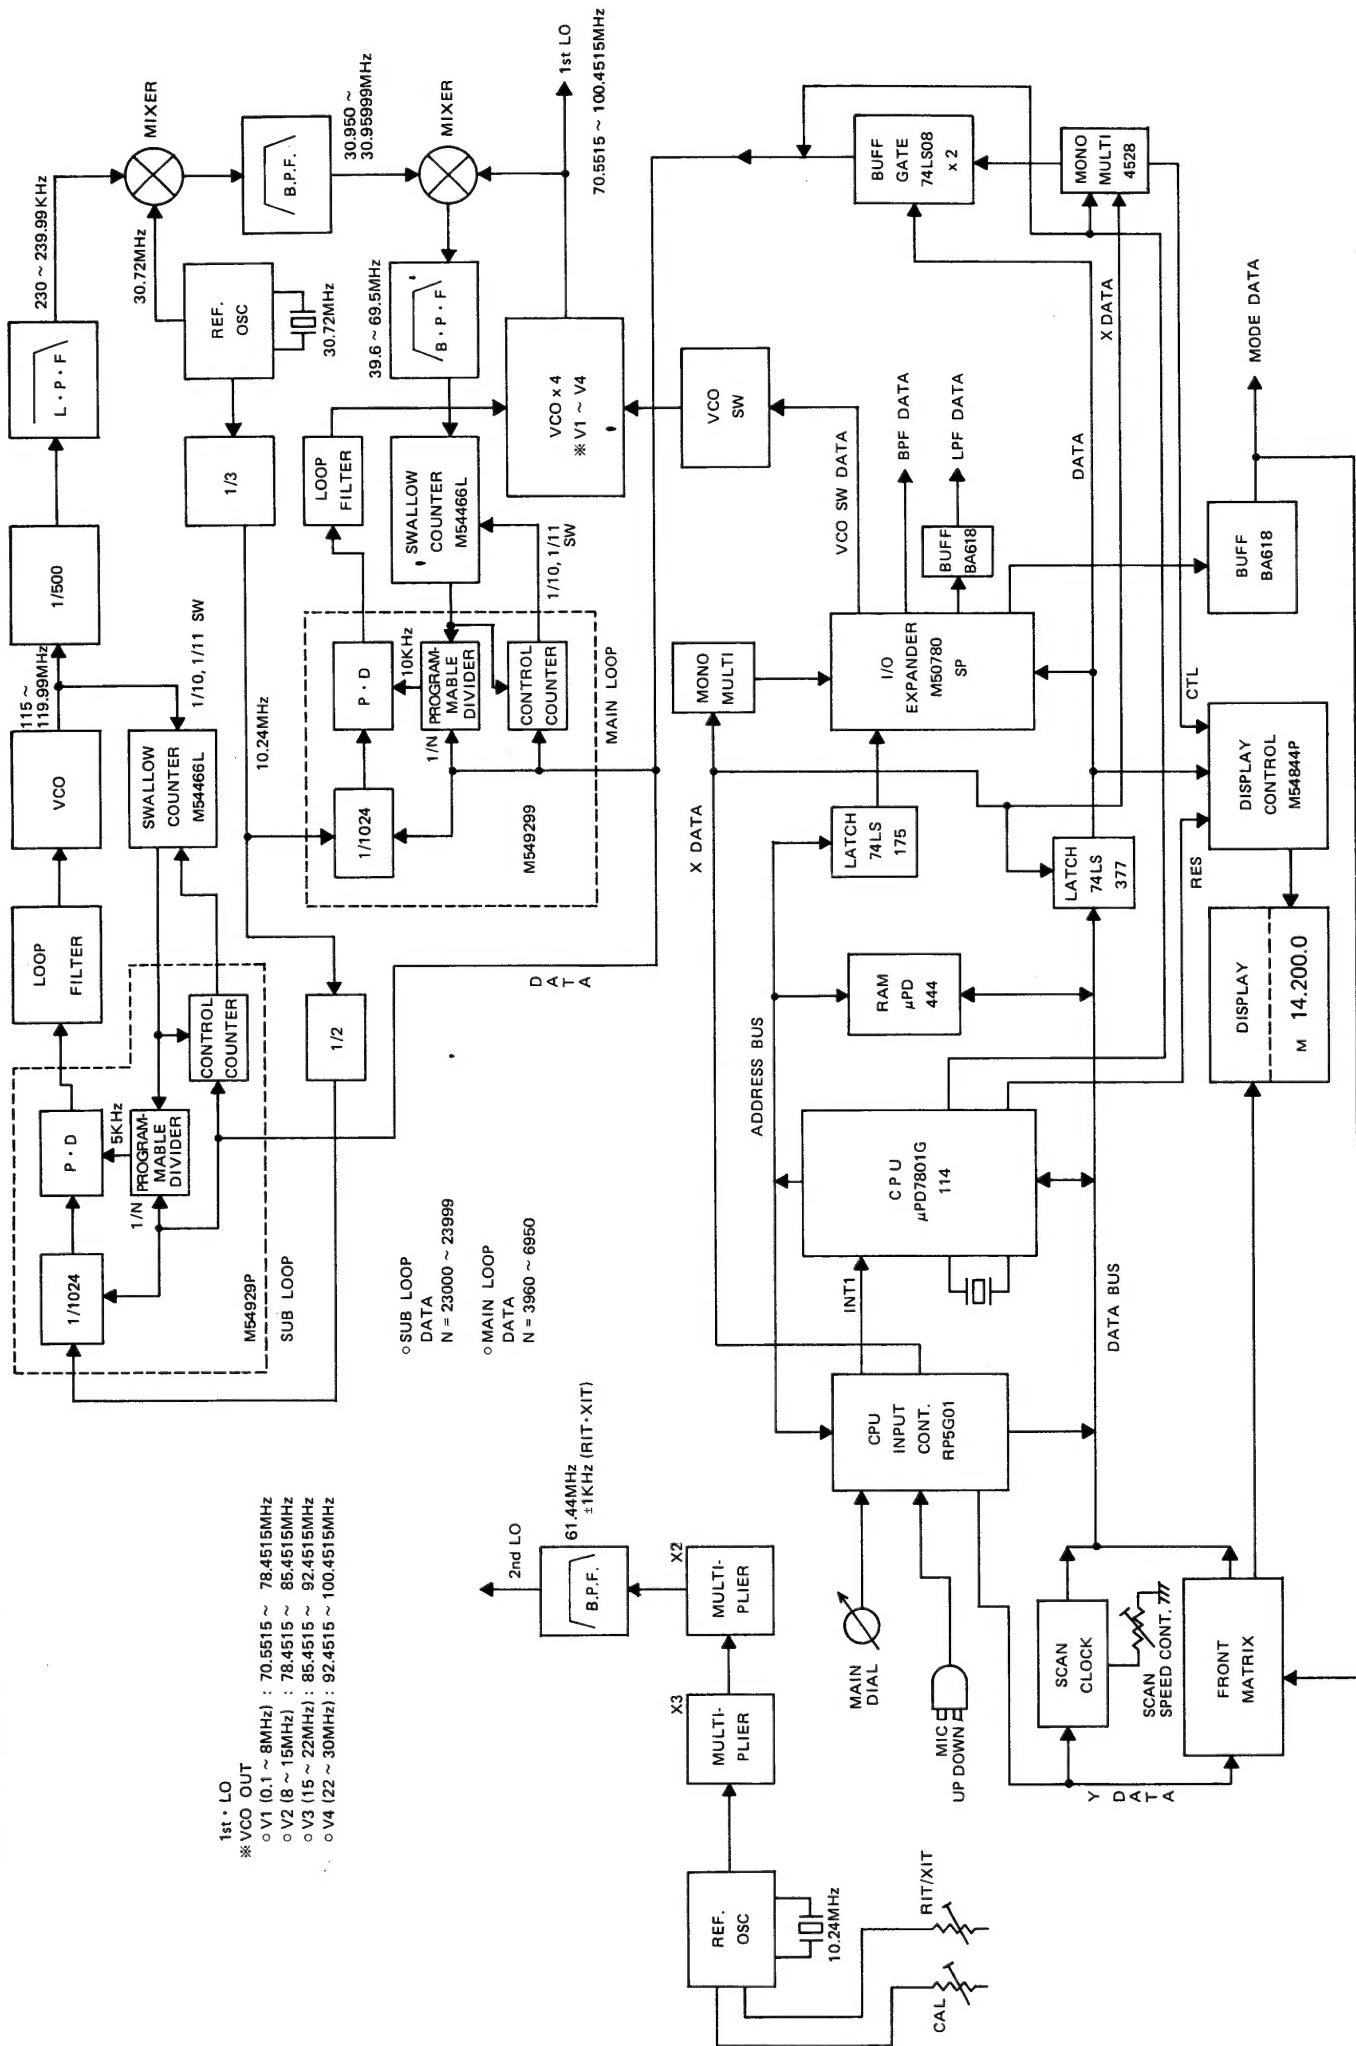 1st • LO
※ VCO OUT
○ V1 (0.1 ~ 8MHz) : 70.5515 ~ 78.4515MHz
○ V2 (8 ~ 15MHz) : 78.4515 ~ 85.4515MHz
○ V3 (15 ~ 22MHz) : 85.4515 ~ 92.4515MHz
○ V4 (22 ~ 30MHz) : 92.4515 ~ 100.4515MHz
1/1024
P • D
5KHz
1/N
PROGRAM-
MABLE
DIVIDER
CONTROL
COUNTER
M54929P
SUB LOOP
LOOP
FILTER
VCO
115 ~
119.99MHz
SWALLOW
COUNTER
M54466L
1/10, 1/11 SW
1/500
L • P • F
230 ~ 239.99 KHz
MIXER
30.72MHz
REF.
OSC
30.72MHz
B.P.F.
30.950 ~
30.95999MHz
MIXER
1/3
10.24MHz
1/2
○ SUB LOOP
DATA
N = 23000 ~ 23999
○ MAIN LOOP
DATA
N = 3960 ~ 6950
1/1024
P • D
10KHz
1/N
PROGRAM-
MABLE
DIVIDER
CONTROL
COUNTER
M549299
MAIN LOOP
LOOP
FILTER
SWALLOW
COUNTER
M54466L
1/10, 1/11
SW
39.6 ~ 69.5MHz
B • P • F
VCO x 4
※ V1 ~ V4
1st LO
70.5515 ~ 100.4515MHz
DATA
VCO
SW
VCO SW DATA
2nd LO
B.P.F.
61.44MHz
±1KHz (RIT•XIT)
X2
MULTI-
PLIER
X3
MULTI-
PLIER
REF.
OSC
10.24MHz
CAL
RIT/XIT
MAIN
DIAL
MIC
UP DOWN
CPU
INPUT
CONT.
RP5G01
INT1
C P U
μPD7801G
114
ADDRESS BUS
DATA BUS
RAM
μPD
444
X DATA
LATCH
74LS
175
LATCH
74LS
377
MONO
MULTI
I/O
EXPANDER
M50780
SP
BPF DATA
BUFF
BA618
LPF DATA
BUFF
GATE
74LS08
x 2
MONO
MULTI
4528
DATA
X DATA
CTL
RES
BUFF
BA618
MODE DATA
DISPLAY
CONTROL
M54844P
DISPLAY
M 14.200.0
SCAN
CLOCK
SCAN
SPEED CONT.
FRONT
MATRIX
Y DATA